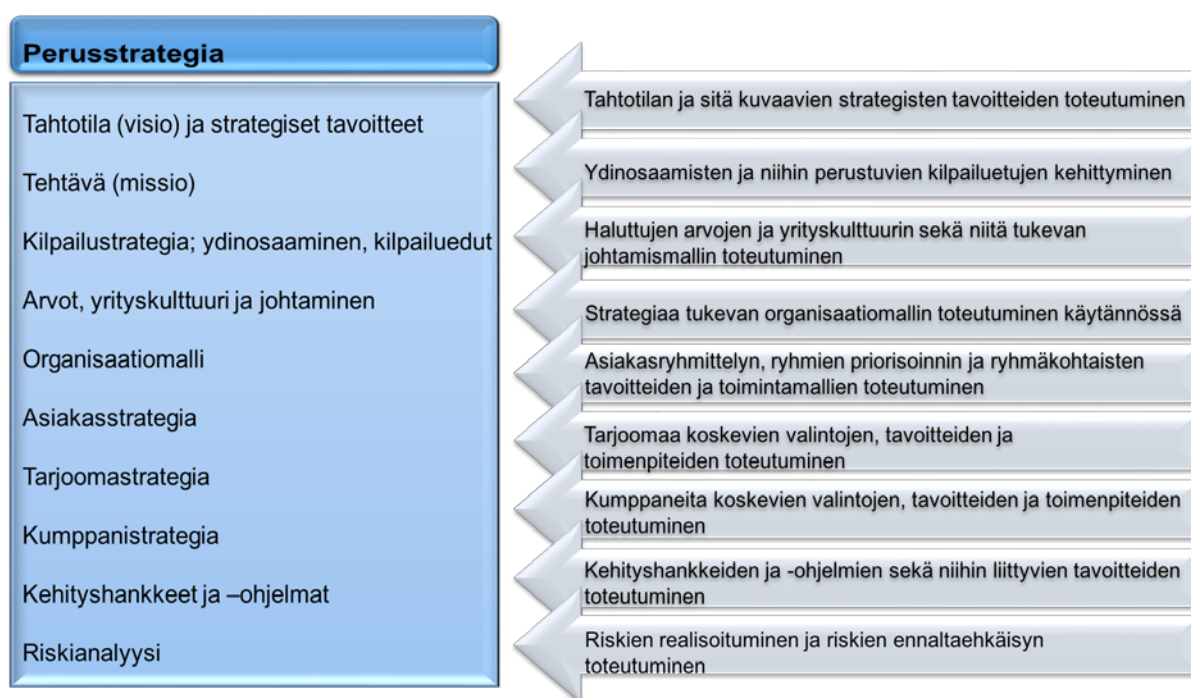 Perusstrategia
Tahtotila (visio) ja strategiset tavoitteet
Tehtävä (missio)
Kilpailustrategia; ydinosaaminen, kilpailuedut
Arvot, yrityskulttuuri ja johtaminen
Organisaatiomalli
Asiakasstrategia
Tarjoomastrategia
Kumppanistrategia
Kehityshankkeet ja –ohjelmat
Riskianalyysi
Tahtotilan ja sitä kuvaavien strategisten tavoitteiden toteutuminen
Ydinosaamisten ja niihin perustuvien kilpailuetujen kehittyminen
Haluttujen arvojen ja yrityskulttuurin sekä niitä tukevan
johtamismallin toteutuminen
Strategiaa tukevan organisaatiomallin toteutuminen käytännössä
Asiakasryhmittelyn, ryhmien priorisoinnin ja ryhmäkohtaisten
tavoitteiden ja toimintamallien toteutuminen
Tarjoomaa koskevien valintojen, tavoitteiden ja
toimenpiteiden toteutuminen
Kumppaneita koskevien valintojen, tavoitteiden ja toimenpiteiden
toteutuminen
Kehityshankkeiden ja -ohjelmien sekä niihin liittyvien tavoitteiden
toteutuminen
Riskien realisoituminen ja riskien ennaltaehkäisyn
toteutuminen